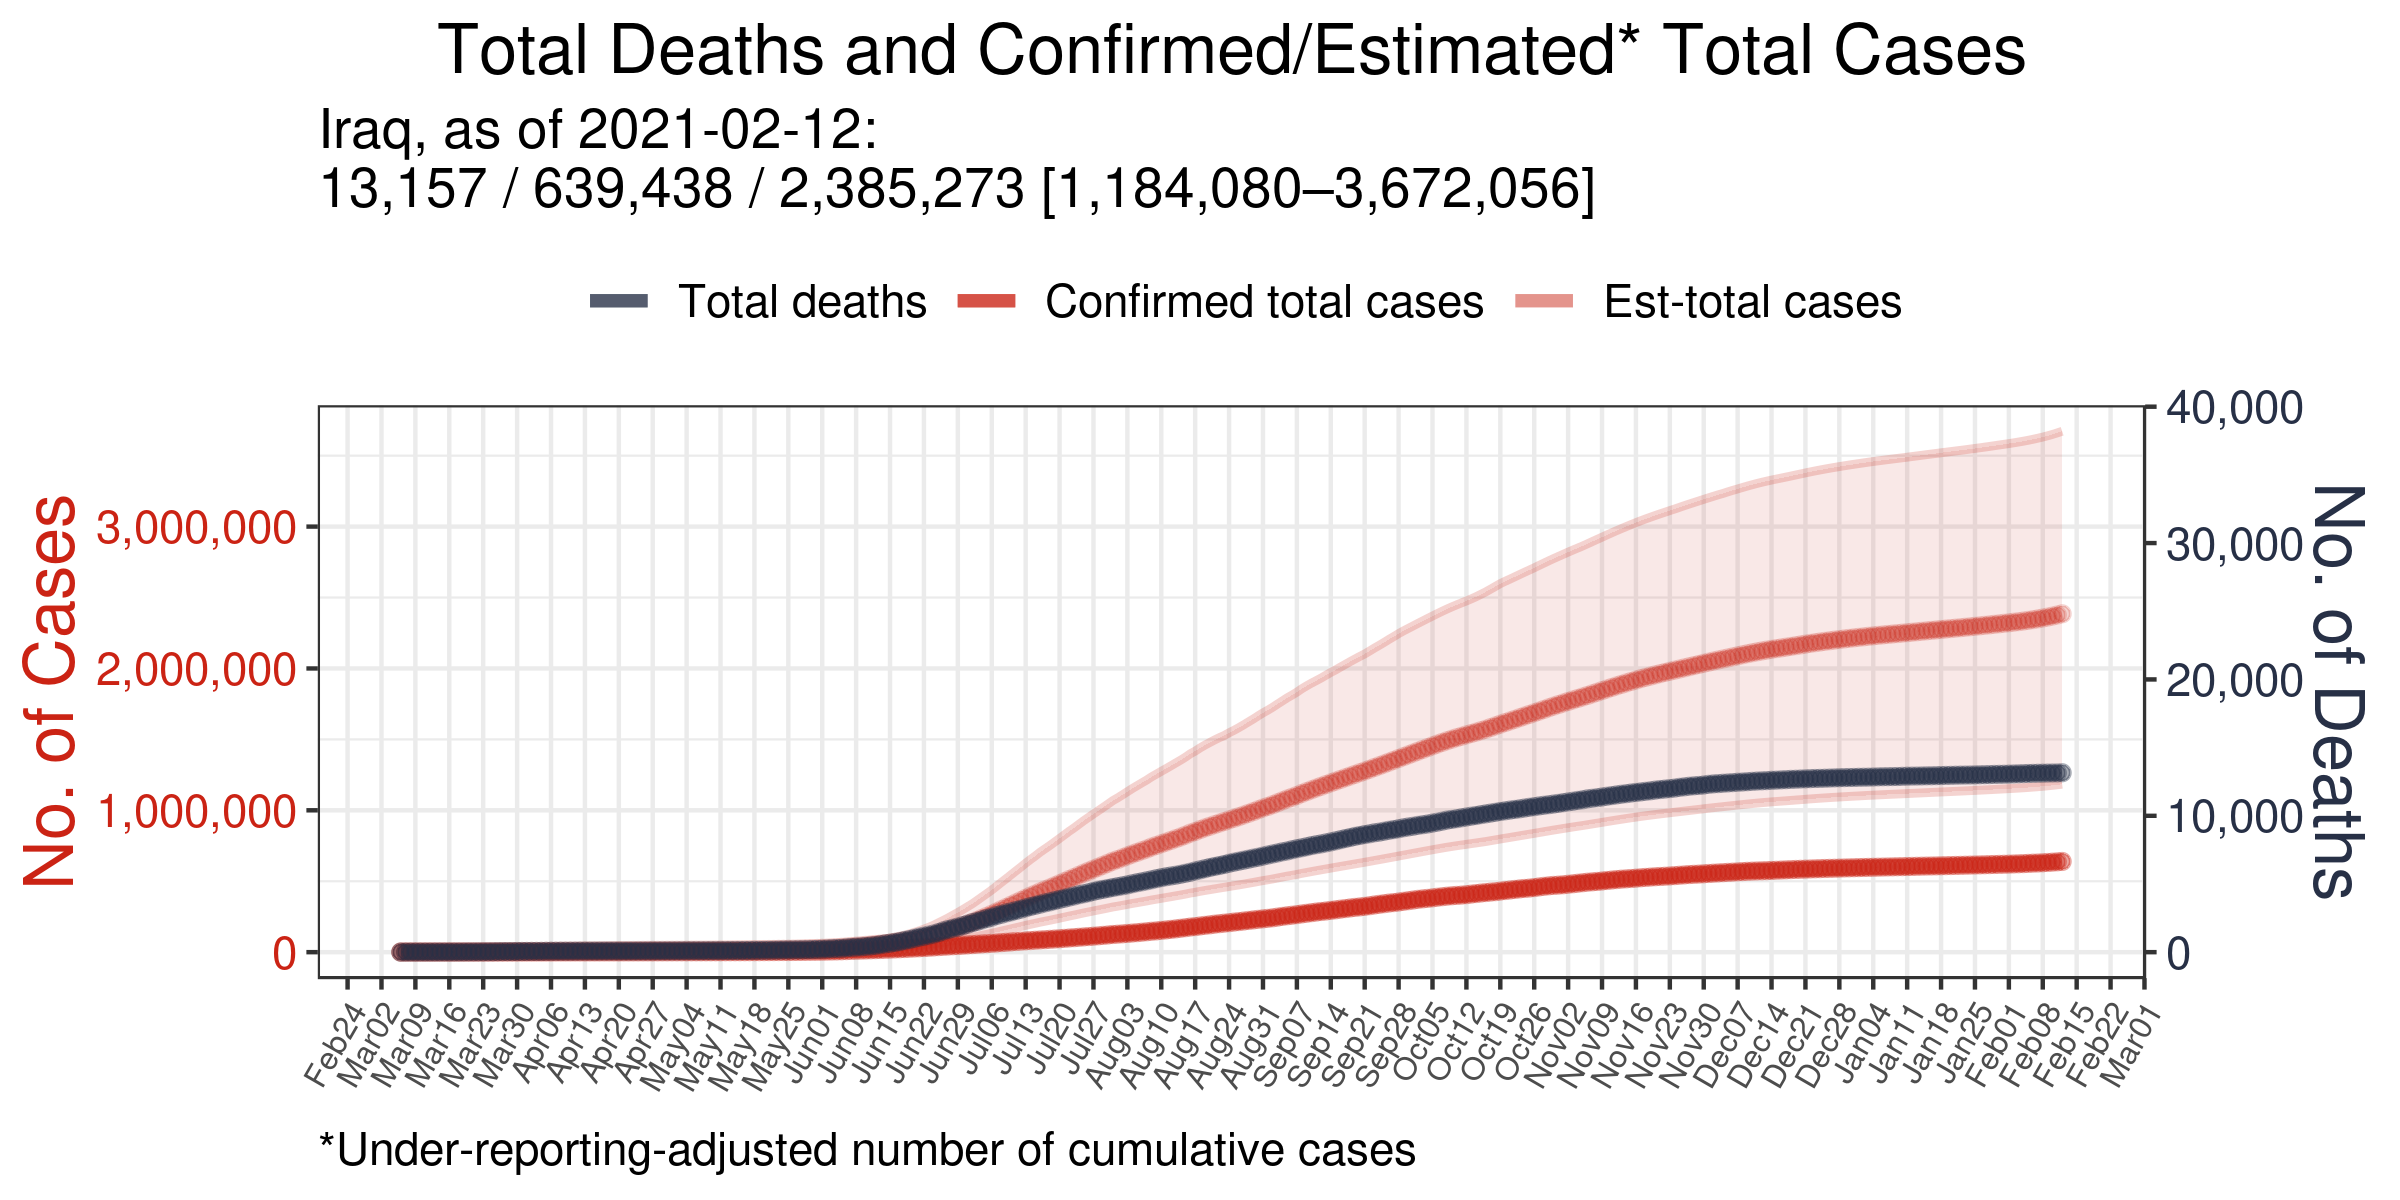 Total Deaths and Confirmed/Estimated* Total Cases
Iraq, as of 2021-02-12:
13,157 / 639,438 / 2,385,273 [1,184,080–3,672,056]
Total deaths
Confirmed total cases
Est-total cases
No. of Cases
3,000,000
2,000,000
1,000,000
0
40,000
30,000
20,000
10,000
0
No. of Deaths
Feb24
Mar02
Mar09
Mar16
Mar23
Mar30
Apr06
Apr13
Apr20
Apr27
May04
May11
May18
May25
Jun01
Jun08
Jun15
Jun22
Jun29
Jul06
Jul13
Jul20
Jul27
Aug03
Aug10
Aug17
Aug24
Aug31
Sep07
Sep14
Sep21
Sep28
Oct05
Oct12
Oct19
Oct26
Nov02
Nov09
Nov16
Nov23
Nov30
Dec07
Dec14
Dec21
Dec28
Jan04
Jan11
Jan18
Jan25
Feb01
Feb08
Feb15
Feb22
Mar01
*Under-reporting-adjusted number of cumulative cases